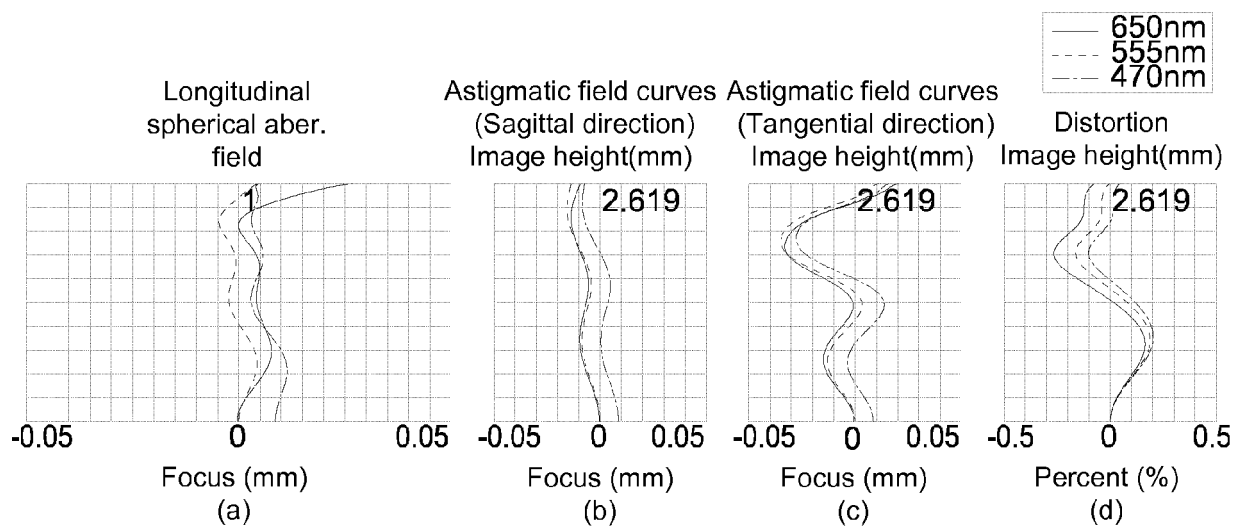 650nm
555nm
470nm
Longitudinal
spherical aber.
field
Astigmatic field curves
(Sagittal direction)
Image height(mm)
Astigmatic field curves
(Tangential direction)
Image height(mm)
Distortion
Image height(mm)
1
2.619
2.619
2.619
-0.05 0 0.05
-0.05 0 0.05
-0.05 0 0.05
-0.5 0 0.5
Focus (mm)
Focus (mm)
Focus (mm)
Percent (%)
(a)
(b)
(c)
(d)